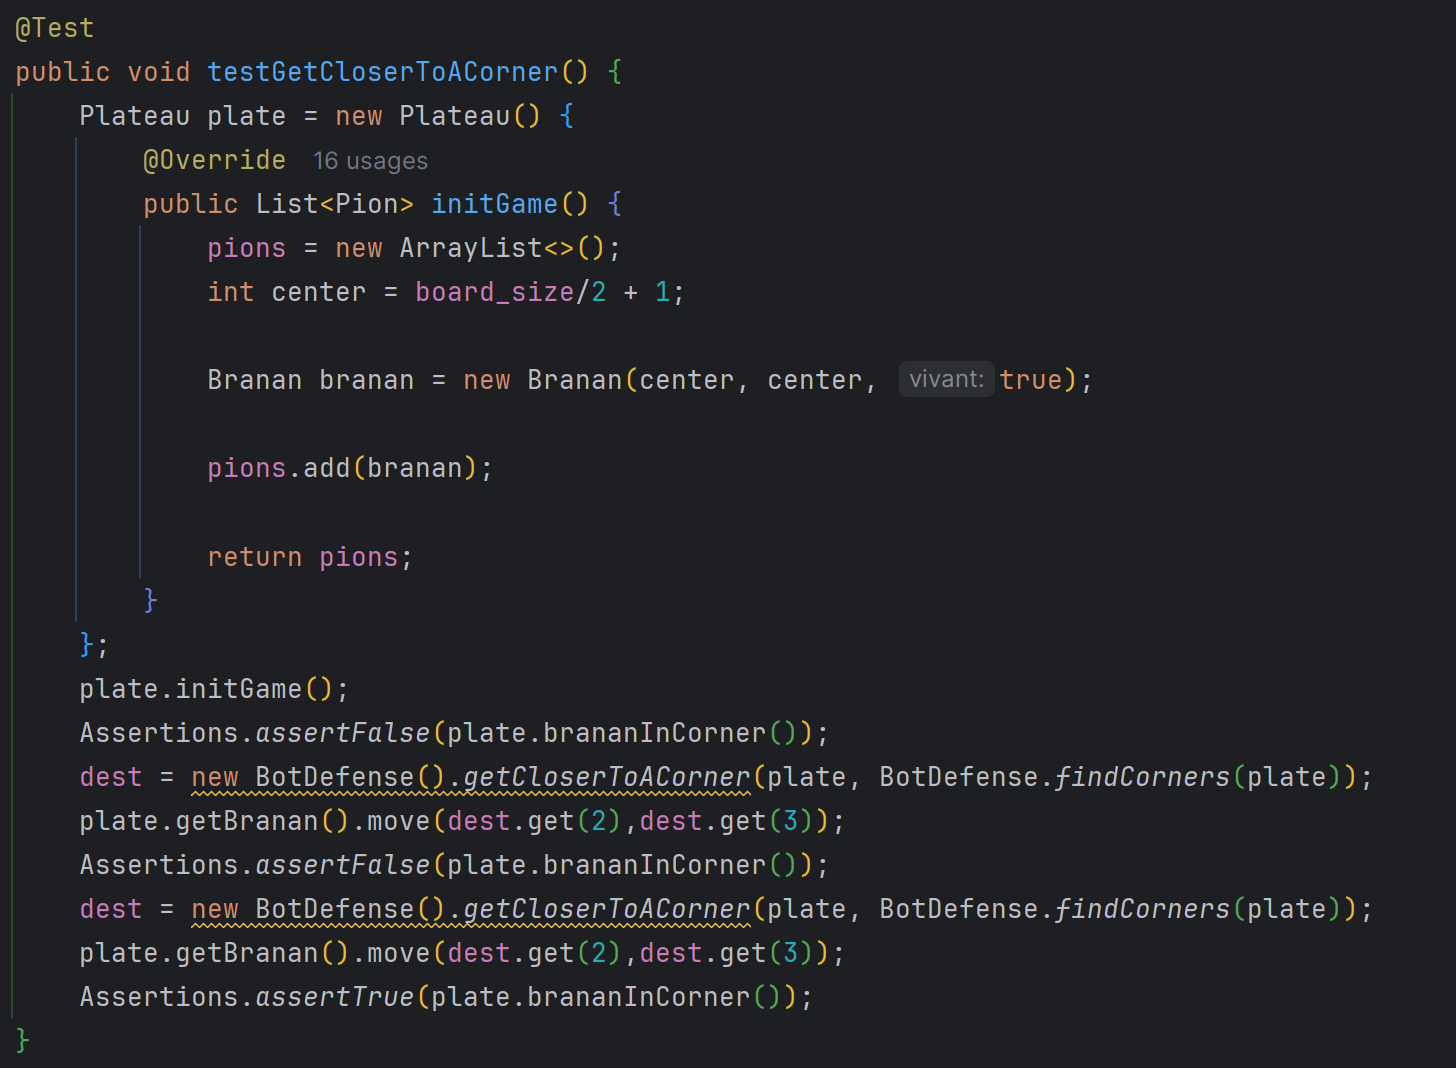 @Test
public void testGetCloserToACorner() {
    Plateau plate = new Plateau() {
        @Override 16 usages
        public List<Pion> initGame() {
            pions = new ArrayList<>();
            int center = board_size/2 + 1;
            Branan branan = new Branan(center, center, vivant: true);
            pions.add(branan);
            return pions;
        }
    };
    plate.initGame();
    Assertions.assertFalse(plate.brananInCorner());
    dest = new BotDefense().getCloserToACorner(plate, BotDefense.findCorners(plate));
    plate.getBranan().move(dest.get(2),dest.get(3));
    Assertions.assertFalse(plate.brananInCorner());
    dest = new BotDefense().getCloserToACorner(plate, BotDefense.findCorners(plate));
    plate.getBranan().move(dest.get(2),dest.get(3));
    Assertions.assertTrue(plate.brananInCorner());
}